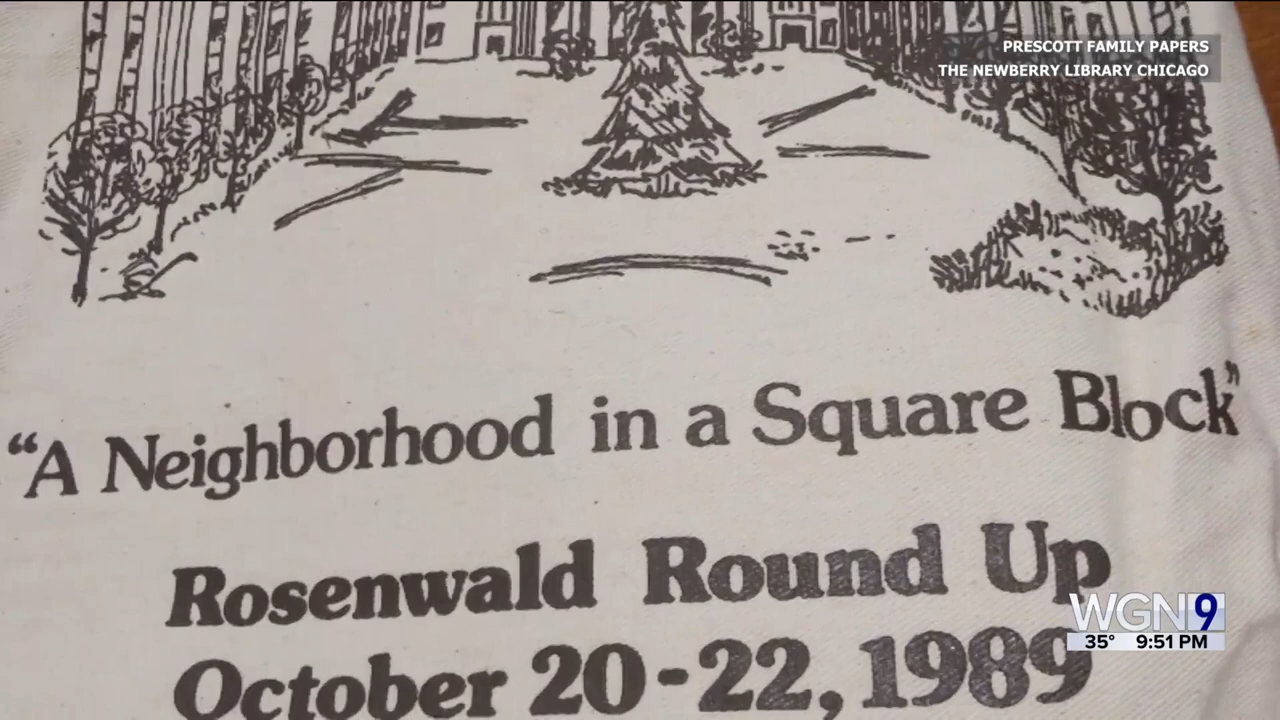 PRESCOTT FAMILY PAPERS
THE NEWBERRY LIBRARY CHICAGO
“A Neighborhood in a Square Block”
Rosenwald Round Up
October 20-22, 1989
WGN9
35° 9:51 PM